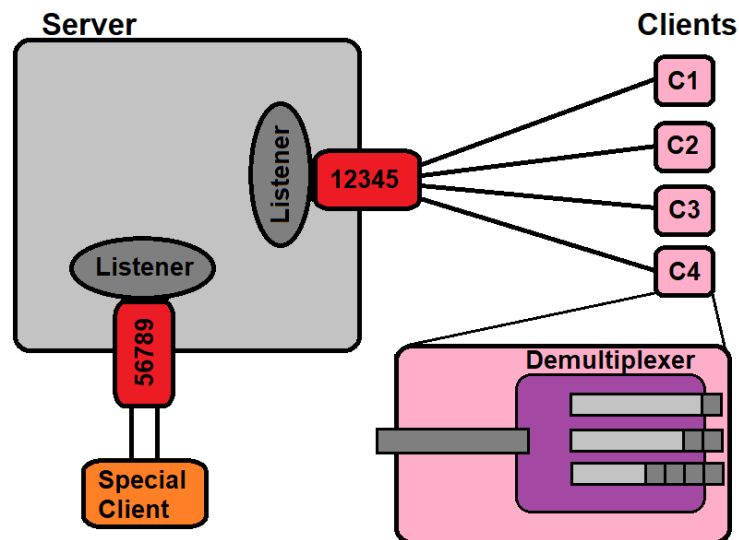 Server
Clients
C1
C2
C3
C4
Listener
12345
Listener
56789
Special
Client
Demultiplexer